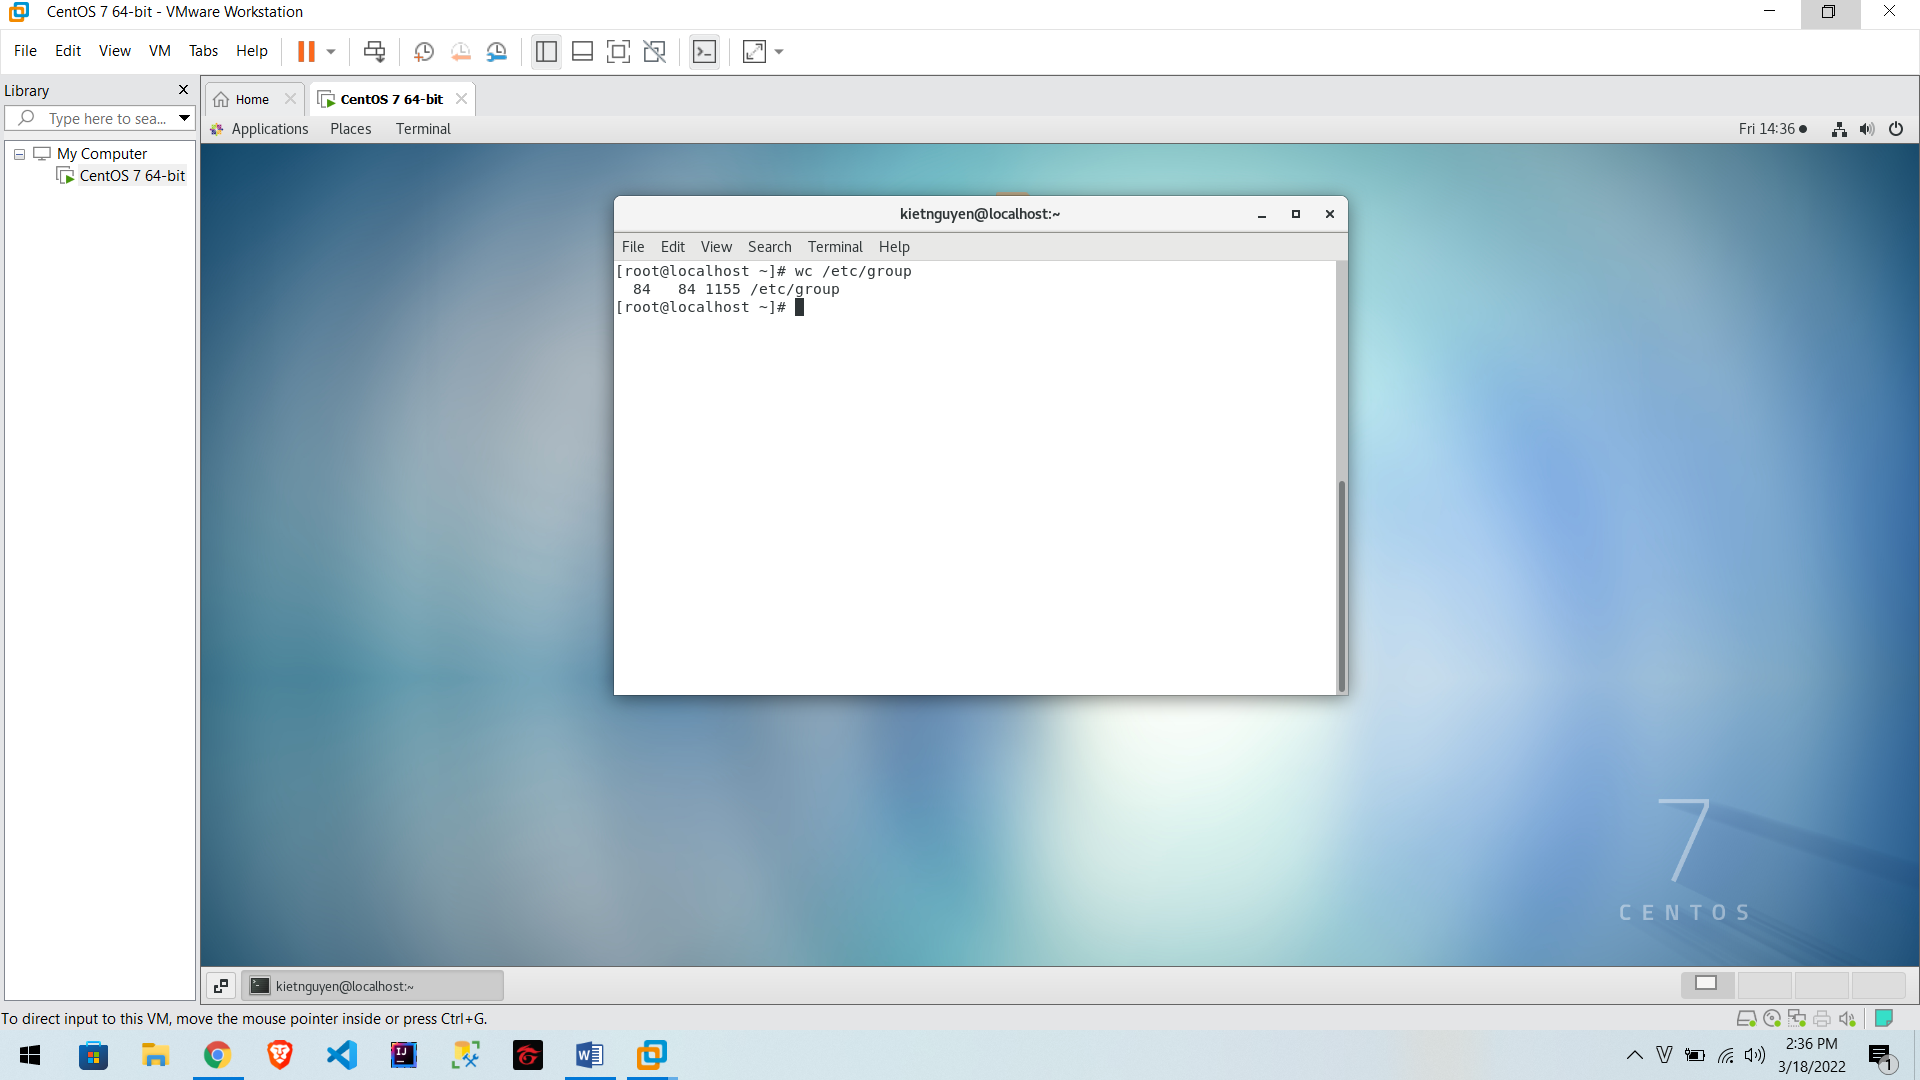 CentOS 7 64-bit - VMware Workstation
File Edit View VM Tabs Help
Library
Type here to sea...
Home
CentOS 7 64-bit
Applications Places Terminal
Fri 14:36
My Computer
CentOS 7 64-bit
kietnguyen@localhost:~
File Edit View Search Terminal Help
[root@localhost ~]# wc /etc/group
84 84 1155 /etc/group
[root@localhost ~]#
7
CENTOS
kietnguyen@localhost:~
To direct input to this VM, move the mouse pointer inside or press Ctrl+G.
IJ
W
V
2:36 PM
3/18/2022
1